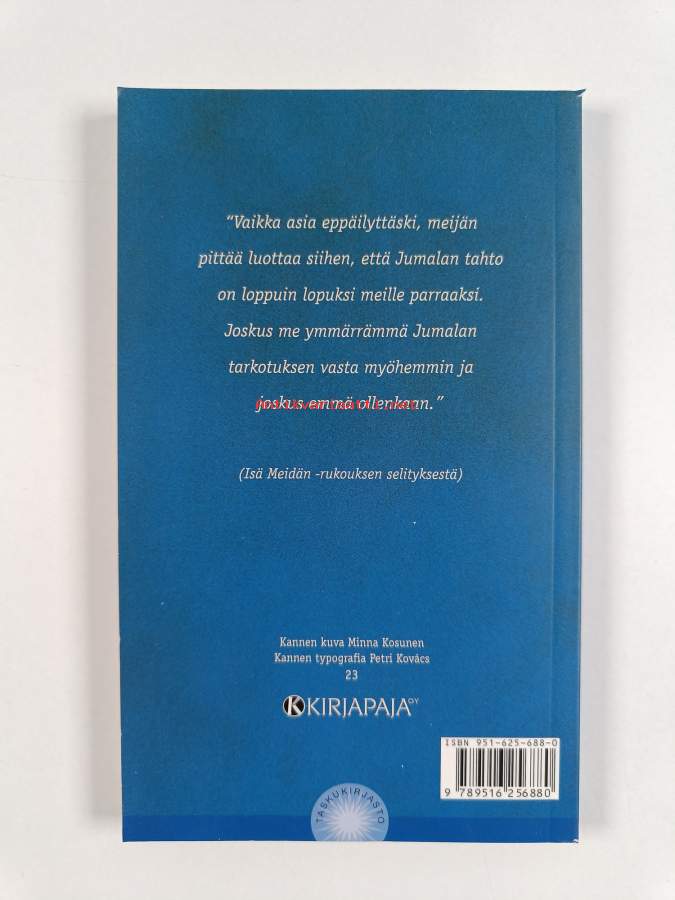 “Vaikka asia eppäilyttäski, meijän
pittää luottaa siihen, että Jumalan tahto
on loppuin lopuksi meille parraaksi.
Joskus me ymmärrämmä Jumalan
tarkotuksen vasta myöhemmin ja
joskus emmä ollenkaan.”
(Isä Meidän -rukouksen selityksestä)
Kannen kuva Minna Kosunen
Kannen typografia Petri Kovács
23
KIRJAPAJA OY
ISBN 951-625-688-0
9 789516 256880
TASKUKIRJASTO